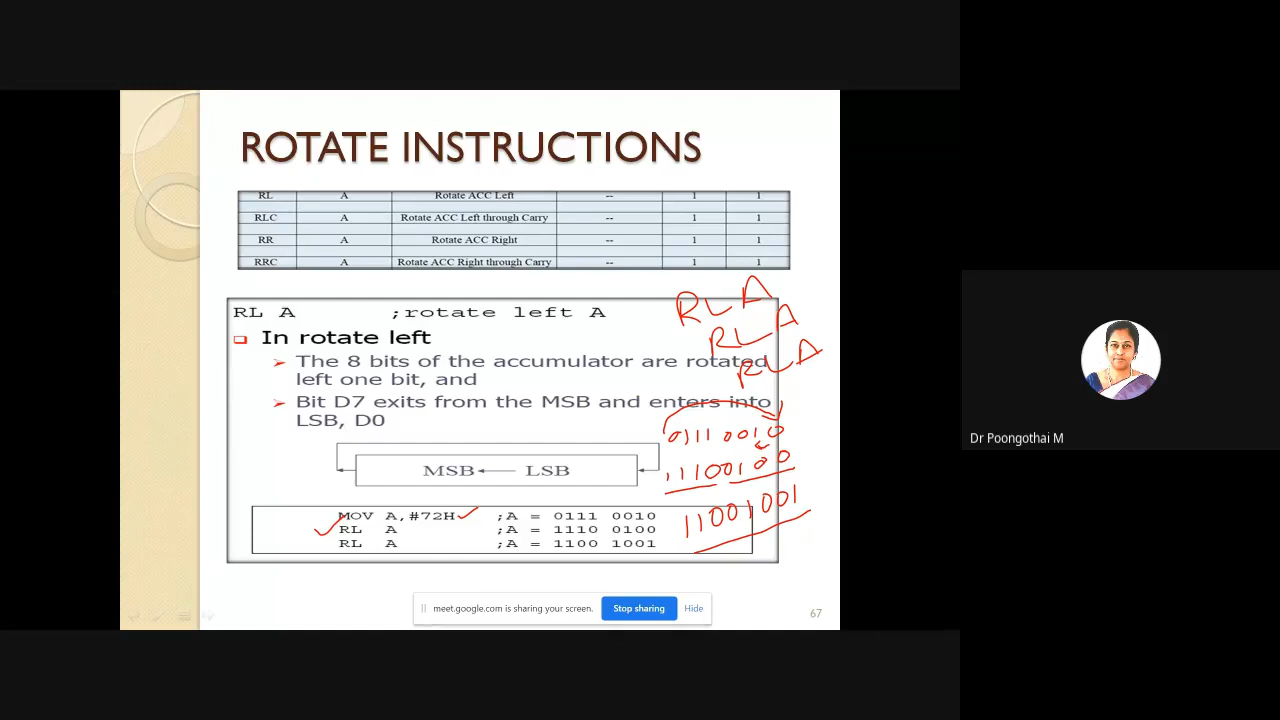 ROTATE INSTRUCTIONS
RL A Rotate ACC Left -- 1 1
RLC A Rotate ACC Left through Carry -- 1 1
RR A Rotate ACC Right -- 1 1
RRC A Rotate ACC Right through Carry -- 1 1
RL A ;rotate left A
RLA
RLA
RLA
In rotate left
The 8 bits of the accumulator are rotated
left one bit, and
Bit D7 exits from the MSB and enters into
LSB, D0
01110010
11100100
11001001
MSB LSB
MOV A,#72H ;A = 0111 0010
RL A ;A = 1110 0100
RL A ;A = 1100 1001
meet.google.com is sharing your screen. Stop sharing Hide
67
Dr Poongothai M